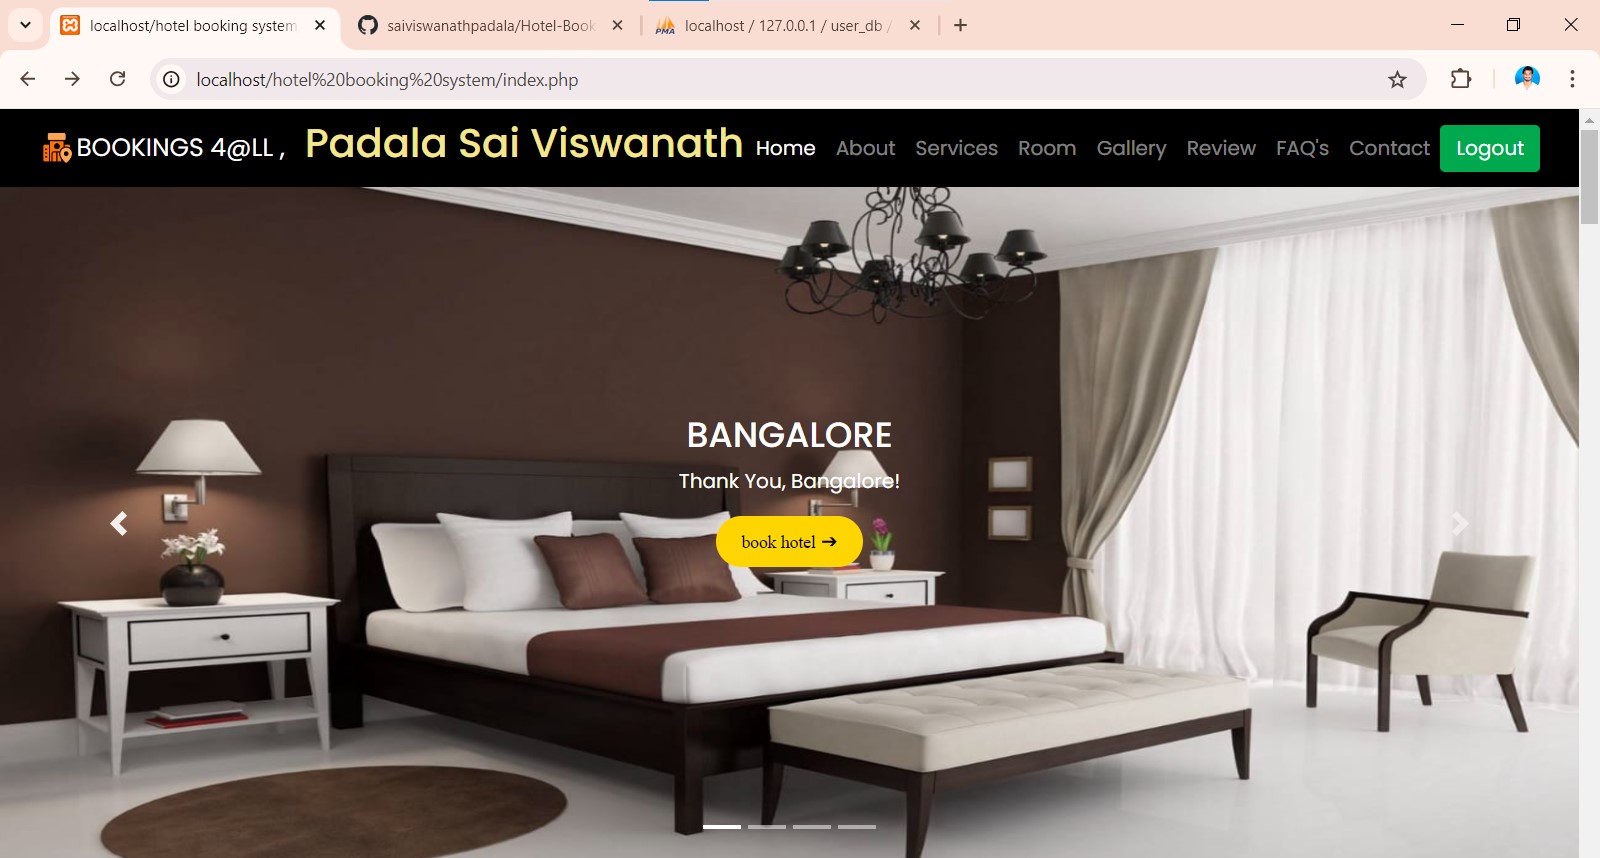 localhost/hotel booking system
saiviswanathpadala/Hotel-Book
PMA
localhost / 127.0.0.1 / user_db /
localhost/hotel%20booking%20system/index.php
BOOKINGS 4@LL , Padala Sai Viswanath Home About Services Room Gallery Review FAQ's Contact Logout
BANGALORE
Thank You, Bangalore!
book hotel →